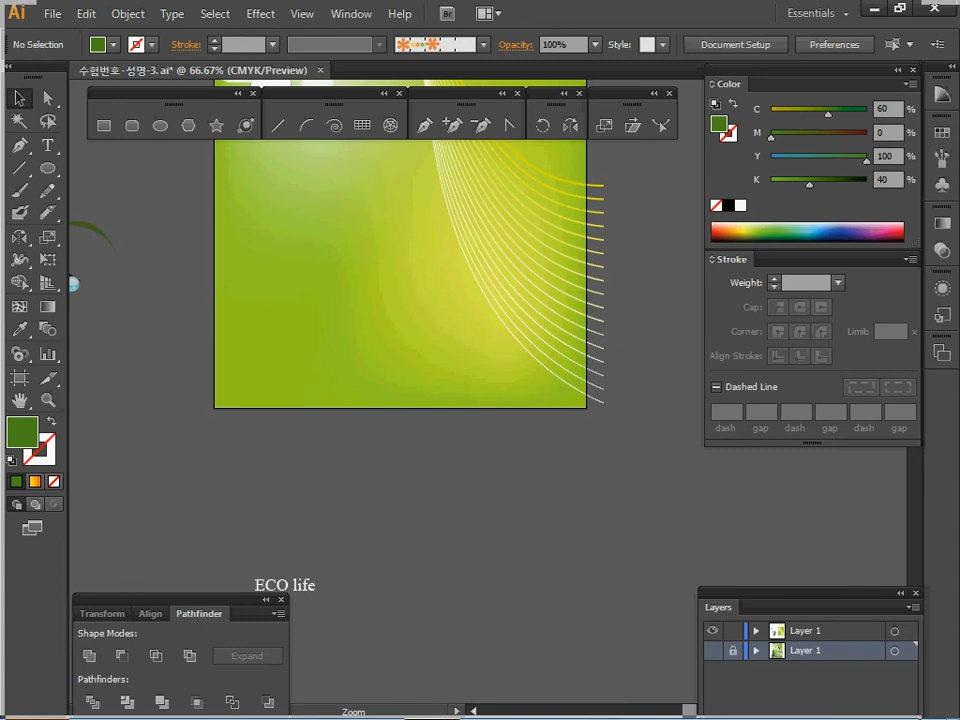 Ai File Edit Object Type Select Effect View Window Help Br Essentials
No Selection Stroke: Opacity: 100% Style: Document Setup Preferences
수험번호-성명-3.ai* @ 66.67% (CMYK/Preview) ×
Color
C 60 %
M 0 %
Y 100 %
K 40 %
Stroke
Weight:
Cap:
Corner: Limit: x
Align Stroke:
Dashed Line
dash gap dash gap dash gap
ECO life
Transform Align Pathfinder
Shape Modes:
Expand
Pathfinders:
Layers
Layer 1
Layer 1
Zoom